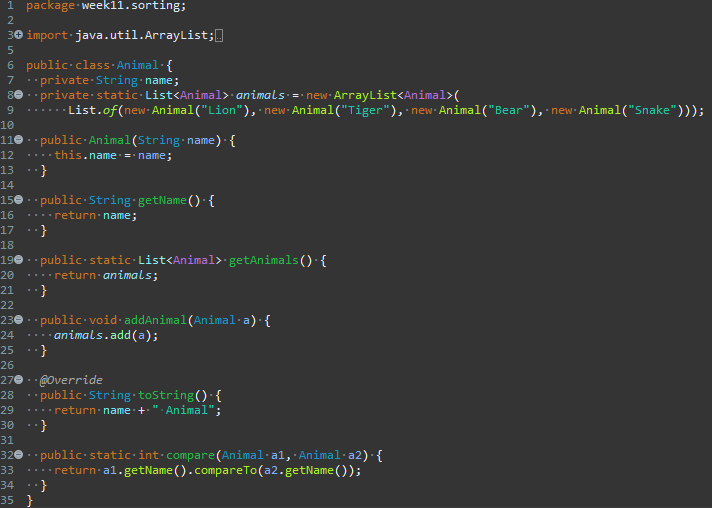 1 package week11.sorting;
2
3 import java.util.ArrayList;
5
6 public class Animal {
7   private String name;
8   private static List<Animal> animals = new ArrayList<Animal>(
9       List.of(new Animal("Lion"), new Animal("Tiger"), new Animal("Bear"), new Animal("Snake")));
10
11   public Animal(String name) {
12     this.name = name;
13   }
14
15   public String getName() {
16     return name;
17   }
18
19   public static List<Animal> getAnimals() {
20     return animals;
21   }
22
23   public void addAnimal(Animal a) {
24     animals.add(a);
25   }
26
27   @Override
28   public String toString() {
29     return name + " Animal";
30   }
31
32   public static int compare(Animal a1, Animal a2) {
33     return a1.getName().compareTo(a2.getName());
34   }
35 }